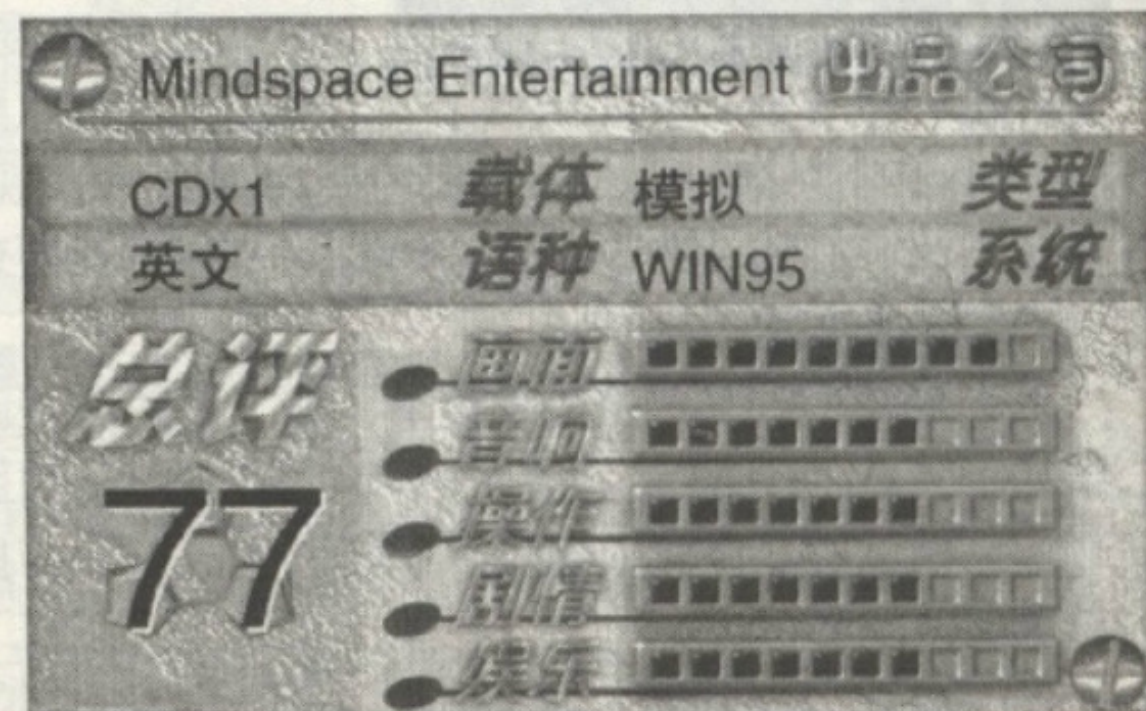 Mindspace Entertainment 出品公司
CDx1 载体 模拟 类型
英文 语种 WIN95 系统
总评
77
画面
音响
操作
剧情
娱乐